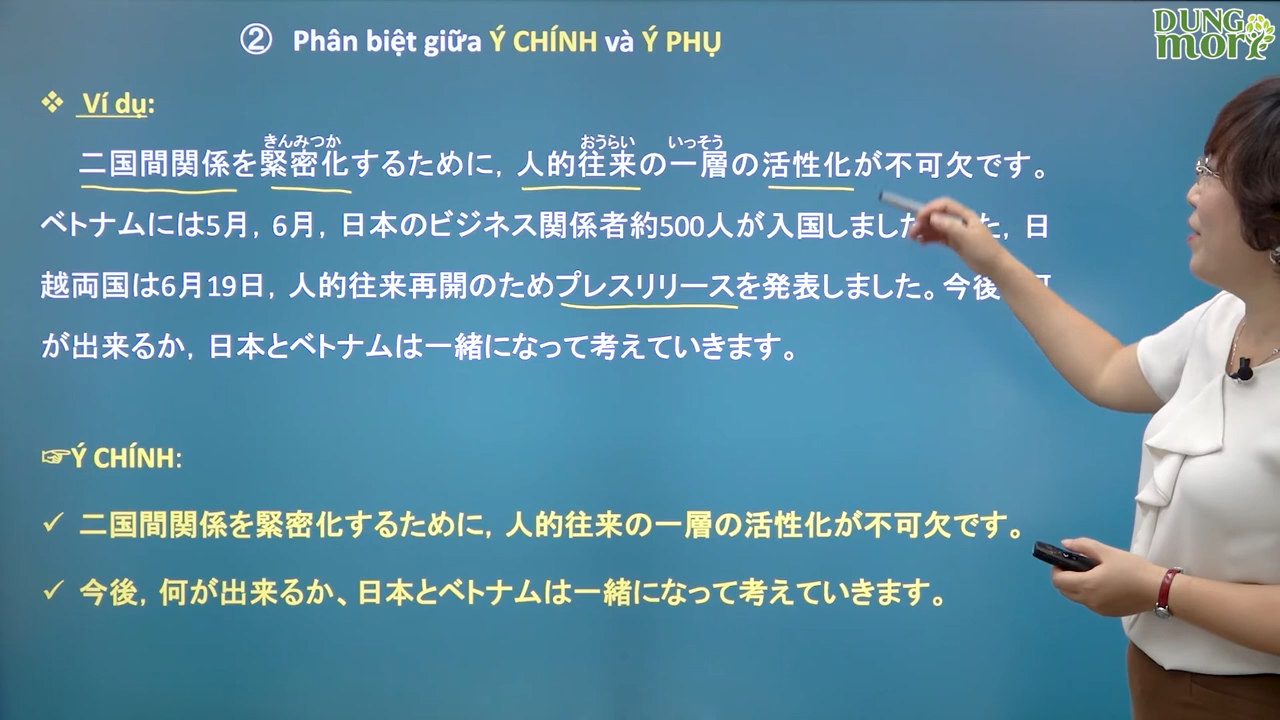 ② Phân biệt giữa Ý CHÍNH và Ý PHỤ
DUNG
mori
❖ Ví dụ:
きんみつか おうらい いっそう
二国間関係を緊密化するために, 人的往来の一層の活性化が不可欠です。
ベトナムには5月, 6月, 日本のビジネス関係者約500人が入国しました, 日
越両国は6月19日, 人的往来再開のためプレスリリースを発表しました。今後
が出来るか, 日本とベトナムは一緒になって考えていきます。
☞Ý CHÍNH:
✓ 二国間関係を緊密化するために, 人的往来の一層の活性化が不可欠です。
✓ 今後, 何が出来るか、日本とベトナムは一緒になって考えていきます。